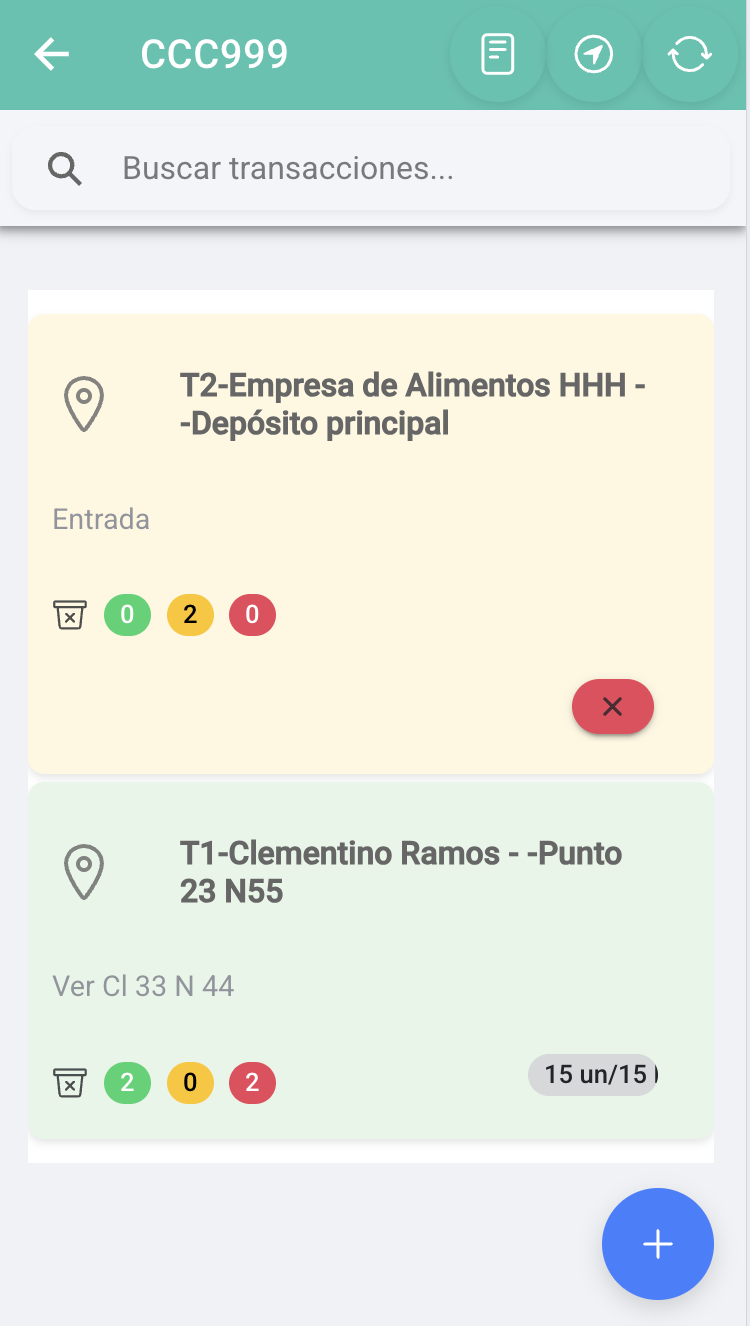 CCC999
Buscar transacciones...
T2-Empresa de Alimentos HHH -
-Depósito principal
Entrada
0 2 0
T1-Clementino Ramos - -Punto
23 N55
Ver Cl 33 N 44
2 0 2 15 un/15